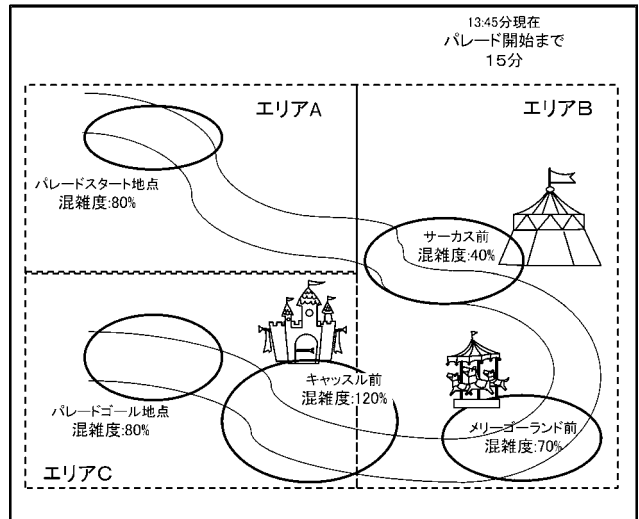 13:45分現在
パレード開始まで
15分
エリアA
エリアB
パレードスタート地点
混雑度:80%
サーカス前
混雑度:40%
キャッスル前
混雑度:120%
パレードゴール地点
混雑度:80%
メリーゴーランド前
混雑度:70%
エリアC